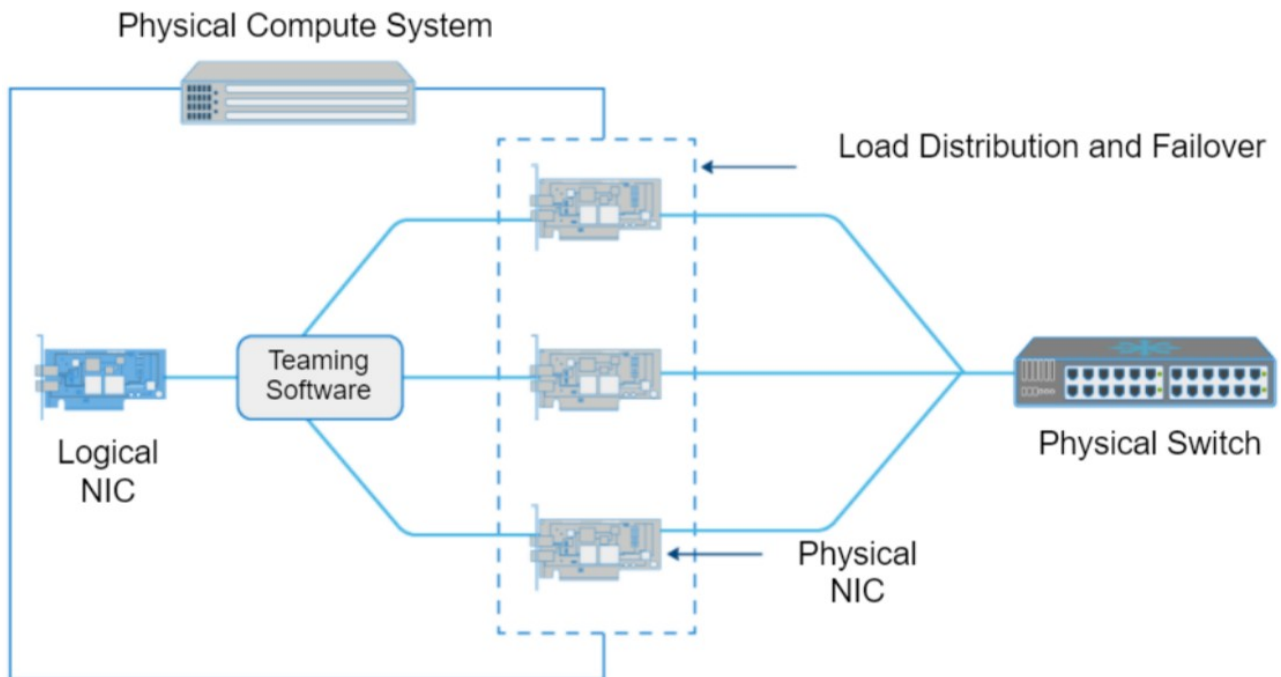 Physical Compute System
Load Distribution and Failover
Teaming
Software
Logical
NIC
Physical Switch
Physical
NIC